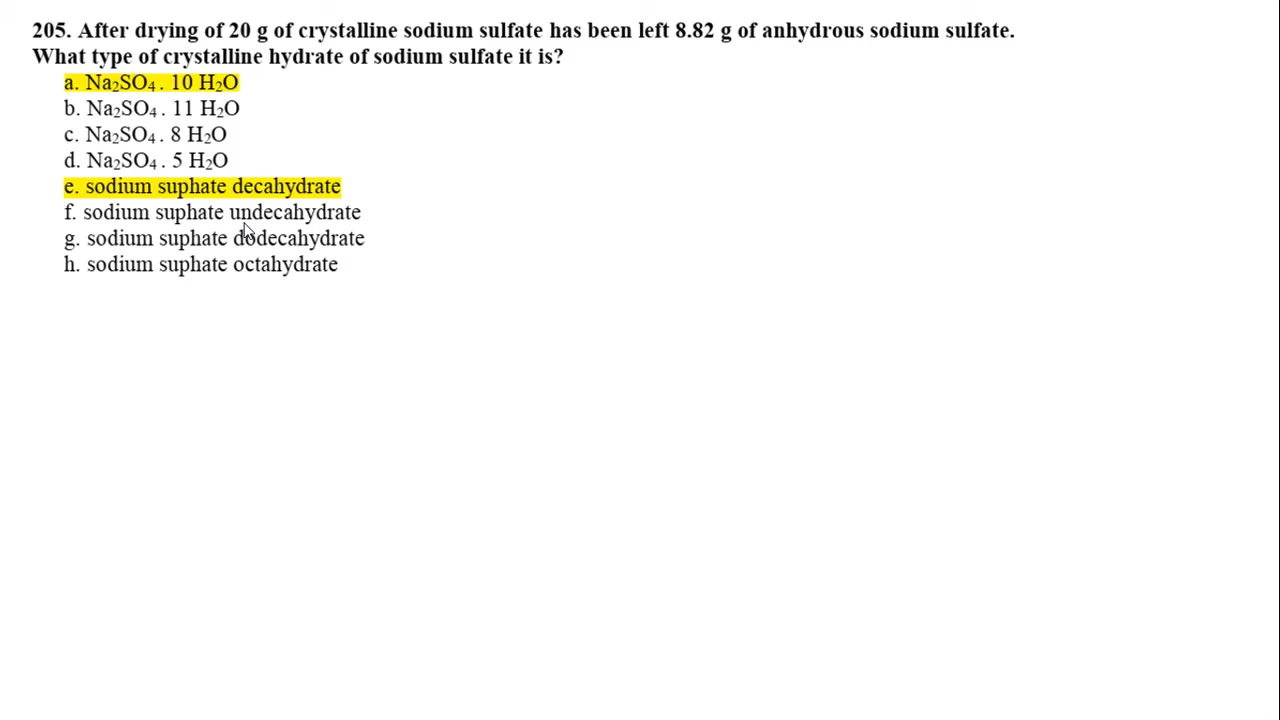 205. After drying of 20 g of crystalline sodium sulfate has been left 8.82 g of anhydrous sodium sulfate.
What type of crystalline hydrate of sodium sulfate it is?
a. Na₂SO₄ . 10 H₂O
b. Na₂SO₄ . 11 H₂O
c. Na₂SO₄ . 8 H₂O
d. Na₂SO₄ . 5 H₂O
e. sodium suphate decahydrate
f. sodium suphate undecahydrate
g. sodium suphate dodecahydrate
h. sodium suphate octahydrate